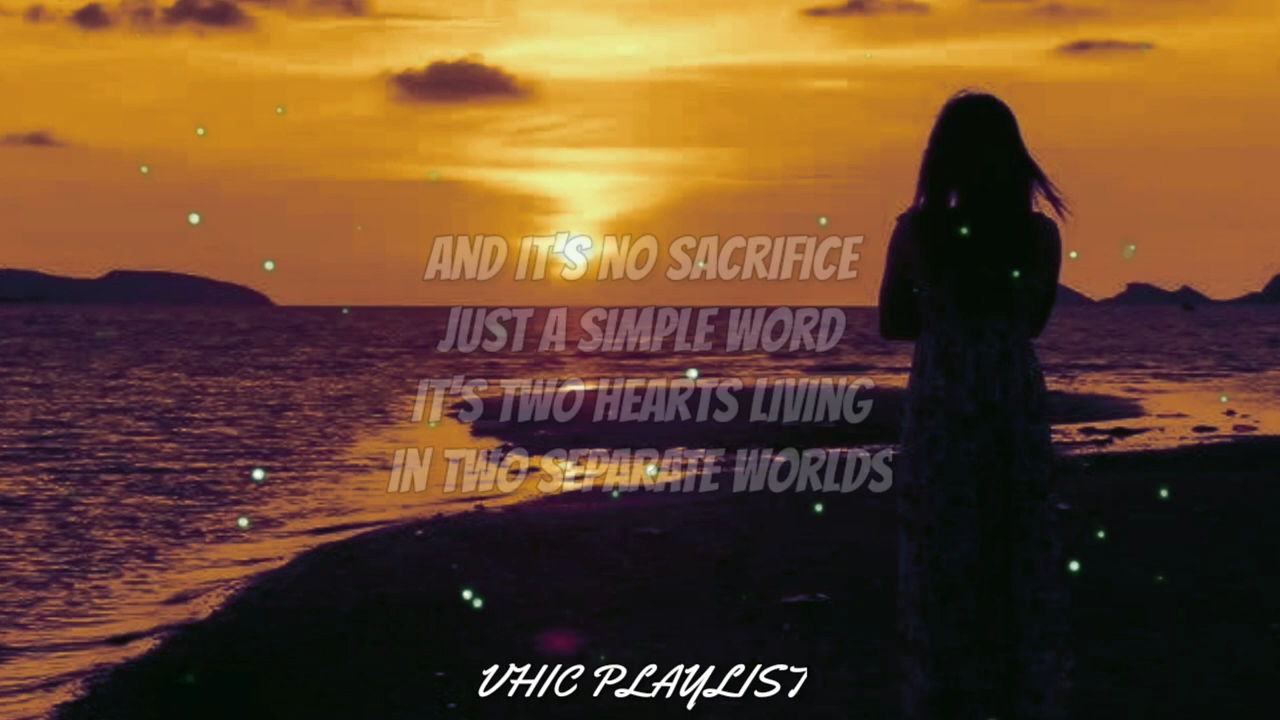 AND IT'S NO SACRIFICE
JUST A SIMPLE WORD
IT'S TWO HEARTS LIVING
IN TWO SEPARATE WORLDS
VHIC PLAYLIST